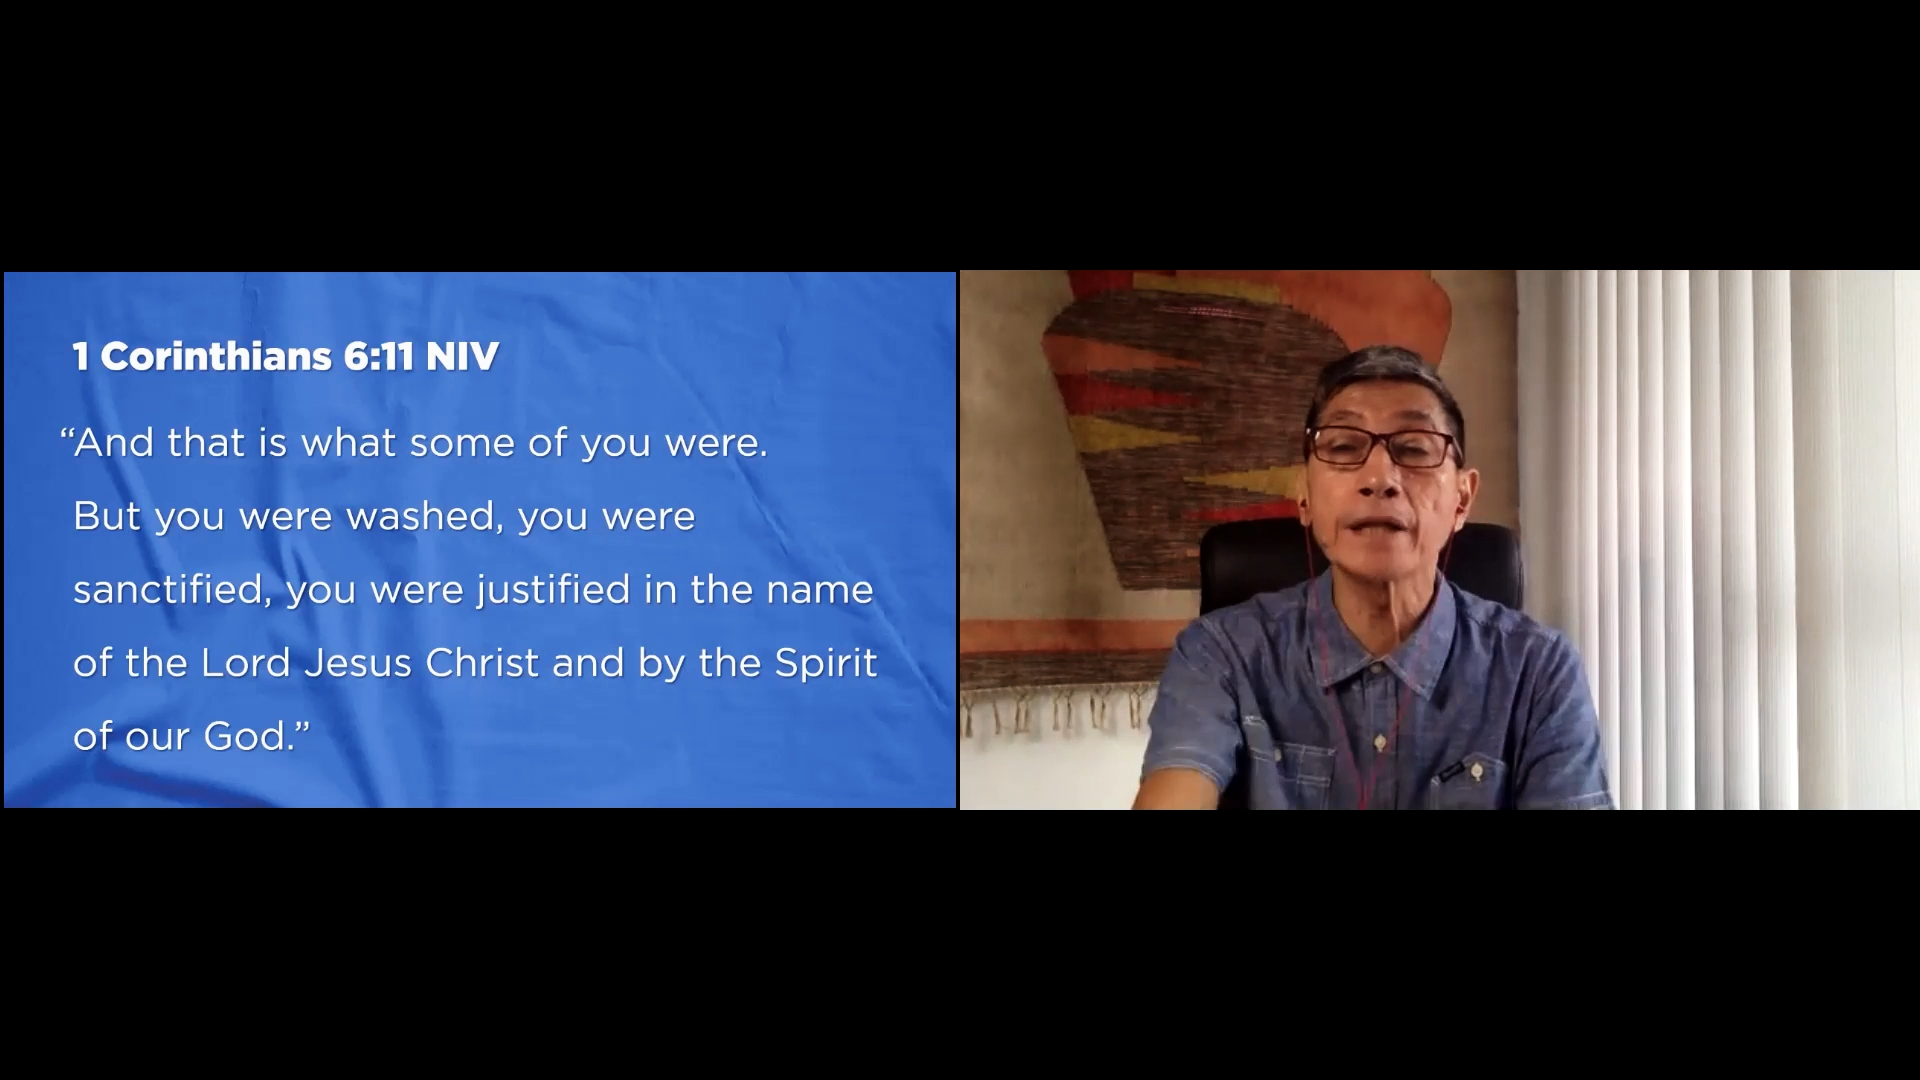 1 Corinthians 6:11 NIV
“And that is what some of you were.
But you were washed, you were
sanctified, you were justified in the name
of the Lord Jesus Christ and by the Spirit
of our God.”